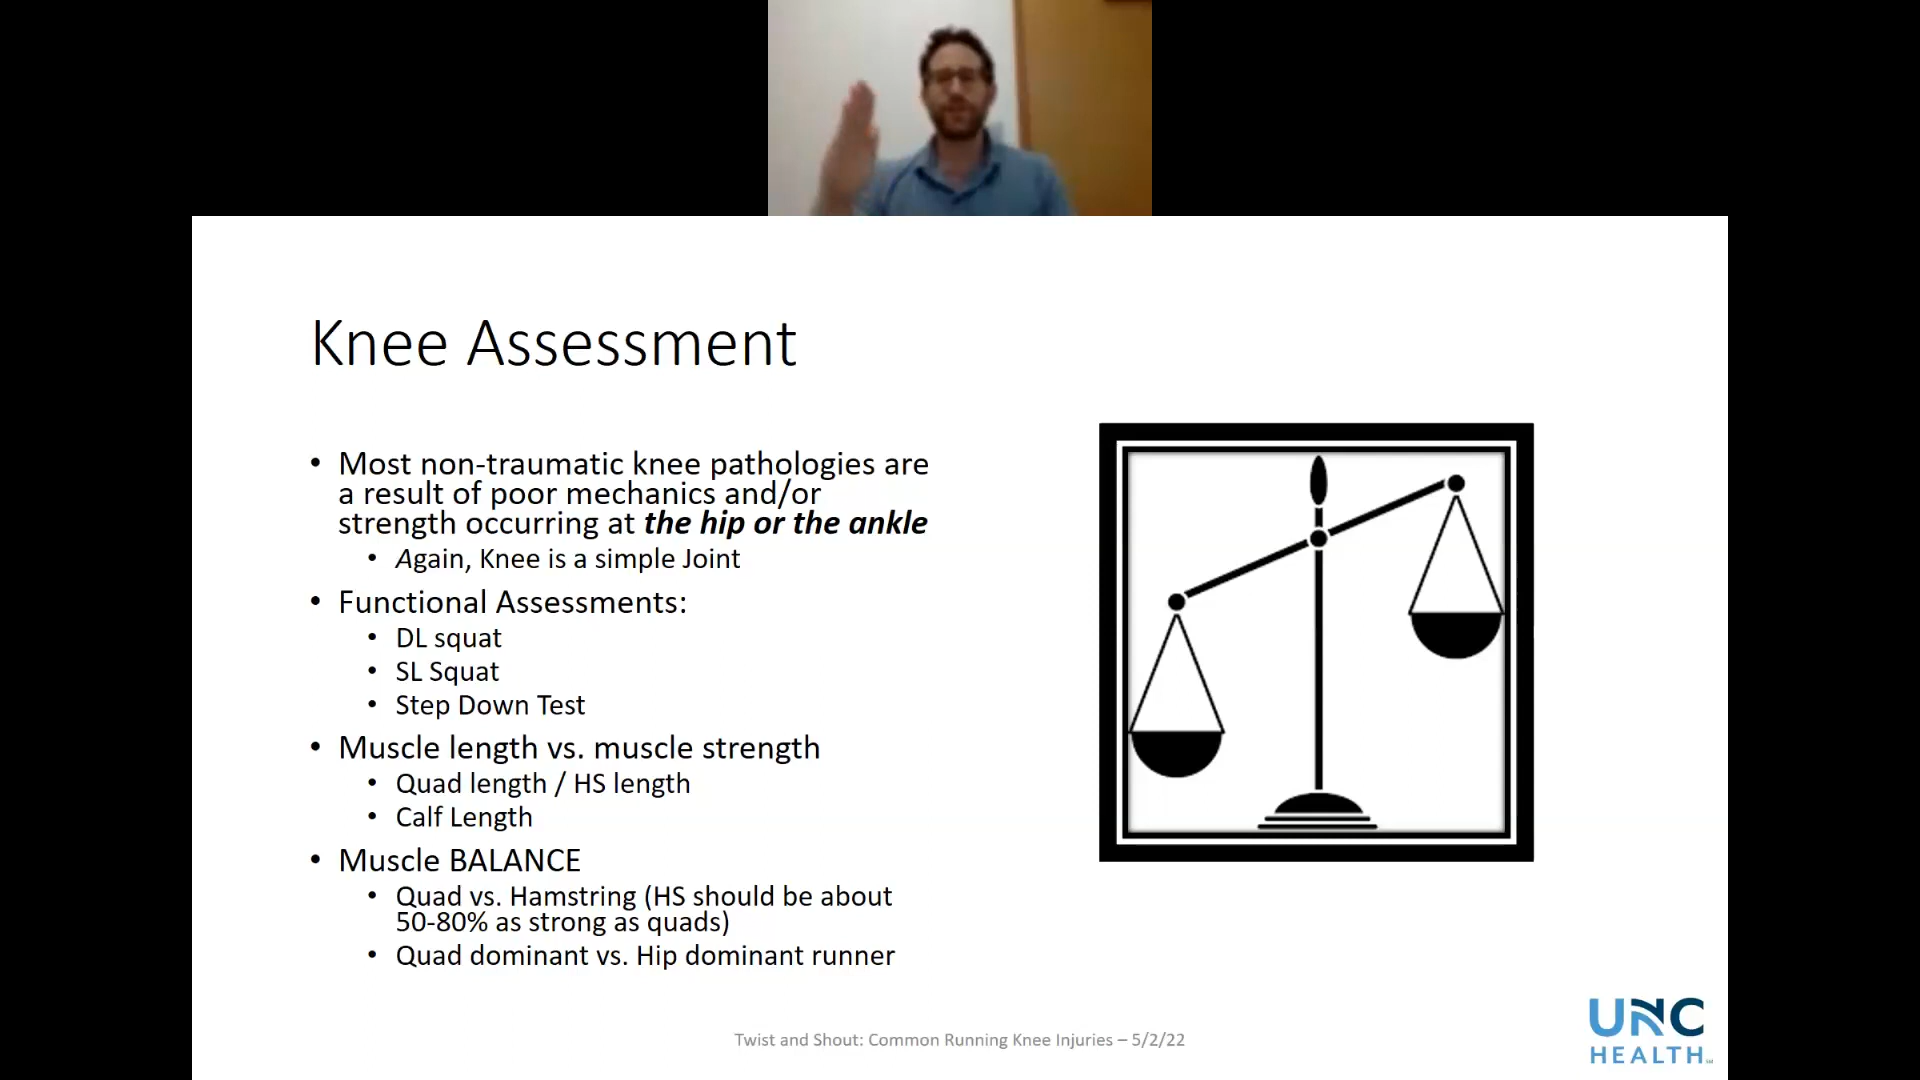 Knee Assessment
• Most non-traumatic knee pathologies are
a result of poor mechanics and/or
strength occurring at the hip or the ankle
• Again, Knee is a simple Joint
• Functional Assessments:
• DL squat
• SL Squat
• Step Down Test
• Muscle length vs. muscle strength
• Quad length / HS length
• Calf Length
• Muscle BALANCE
• Quad vs. Hamstring (HS should be about
50-80% as strong as quads)
• Quad dominant vs. Hip dominant runner
Twist and Shout: Common Running Knee Injuries – 5/2/22
UNC
HEALTH